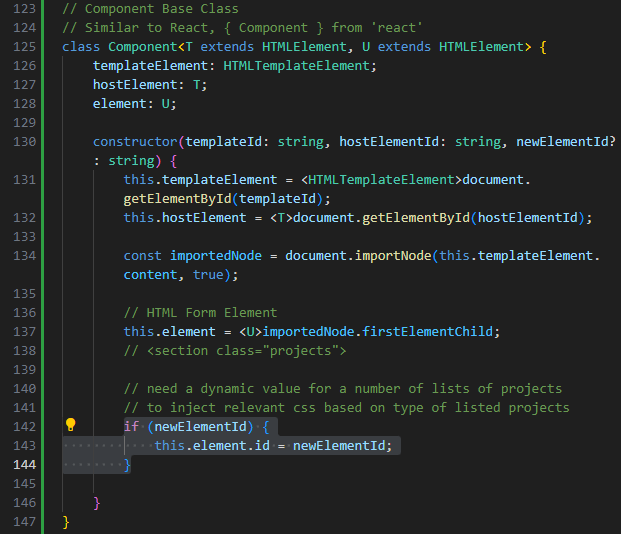 123 // Component Base Class
124 // Similar to React, { Component } from 'react'
125 class Component<T extends HTMLElement, U extends HTMLElement> {
126 templateElement: HTMLTemplateElement;
127 hostElement: T;
128 element: U;
129
130 constructor(templateId: string, hostElementId: string, newElementId?
: string) {
131 this.templateElement = <HTMLTemplateElement>document.
getElementById(templateId);
132 this.hostElement = <T>document.getElementById(hostElementId);
133
134 const importedNode = document.importNode(this.templateElement.
content, true);
135
136 // HTML Form Element
137 this.element = <U>importedNode.firstElementChild;
138 // <section class="projects">
139
140 // need a dynamic value for a number of lists of projects
141 // to inject relevant css based on type of listed projects
142 if (newElementId) {
143 this.element.id = newElementId;
144 }
145
146 }
147 }